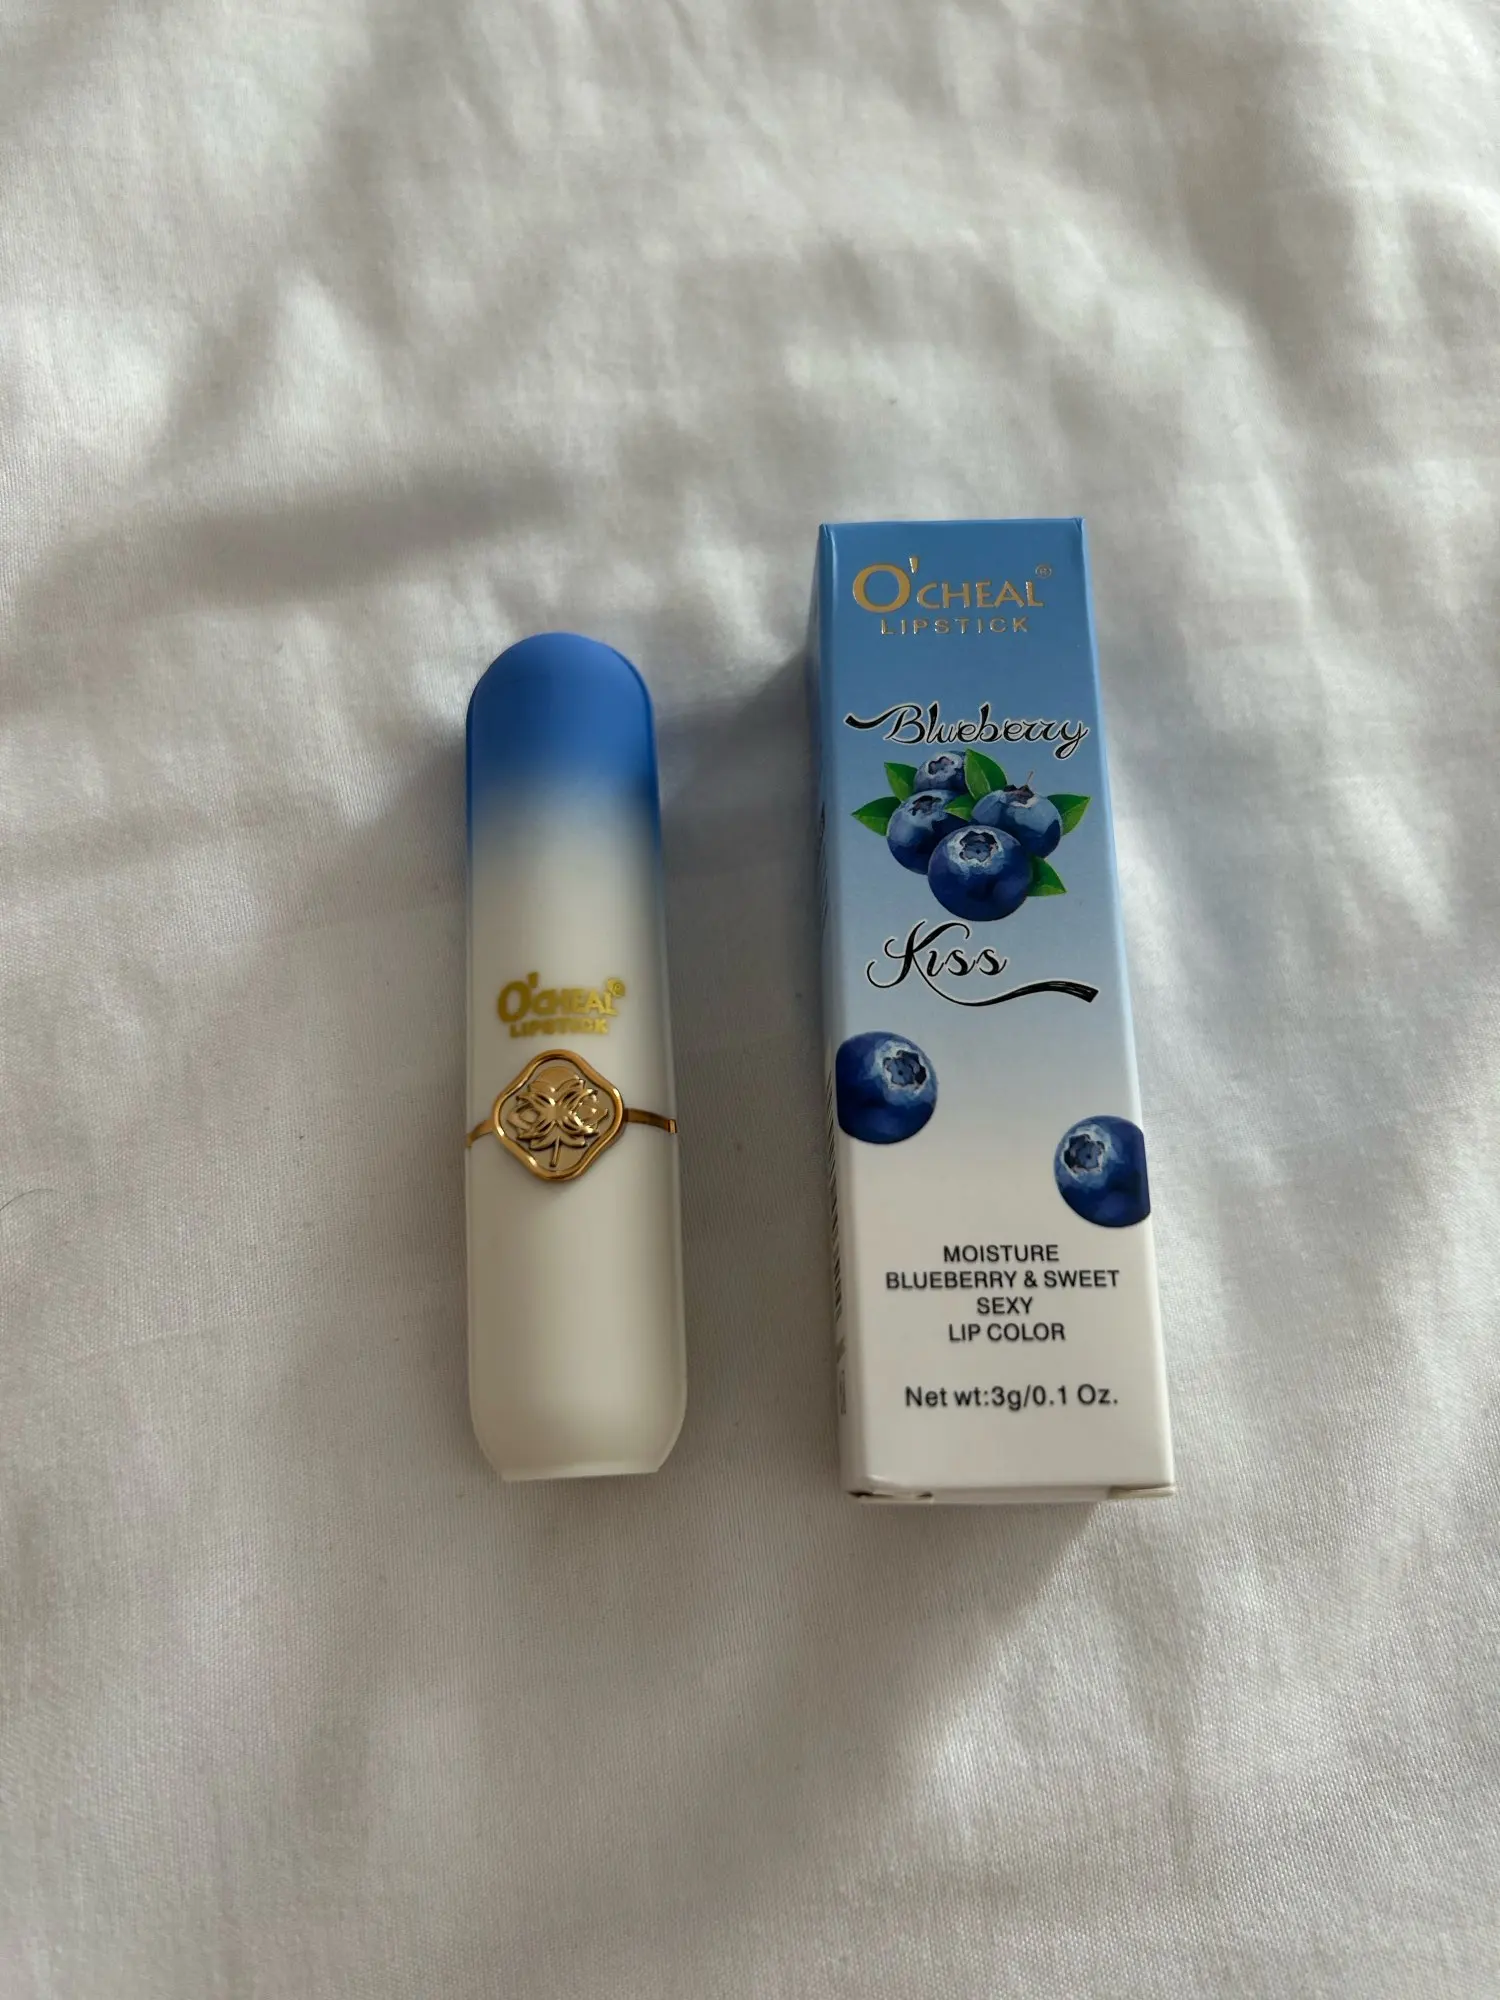 O'CHEAL®
LIPSTICK
O'CHEAL®
LIPSTICK
Blueberry
Kiss
MOISTURE
BLUEBERRY & SWEET
SEXY
LIP COLOR
Net wt:3g/0.1 Oz.